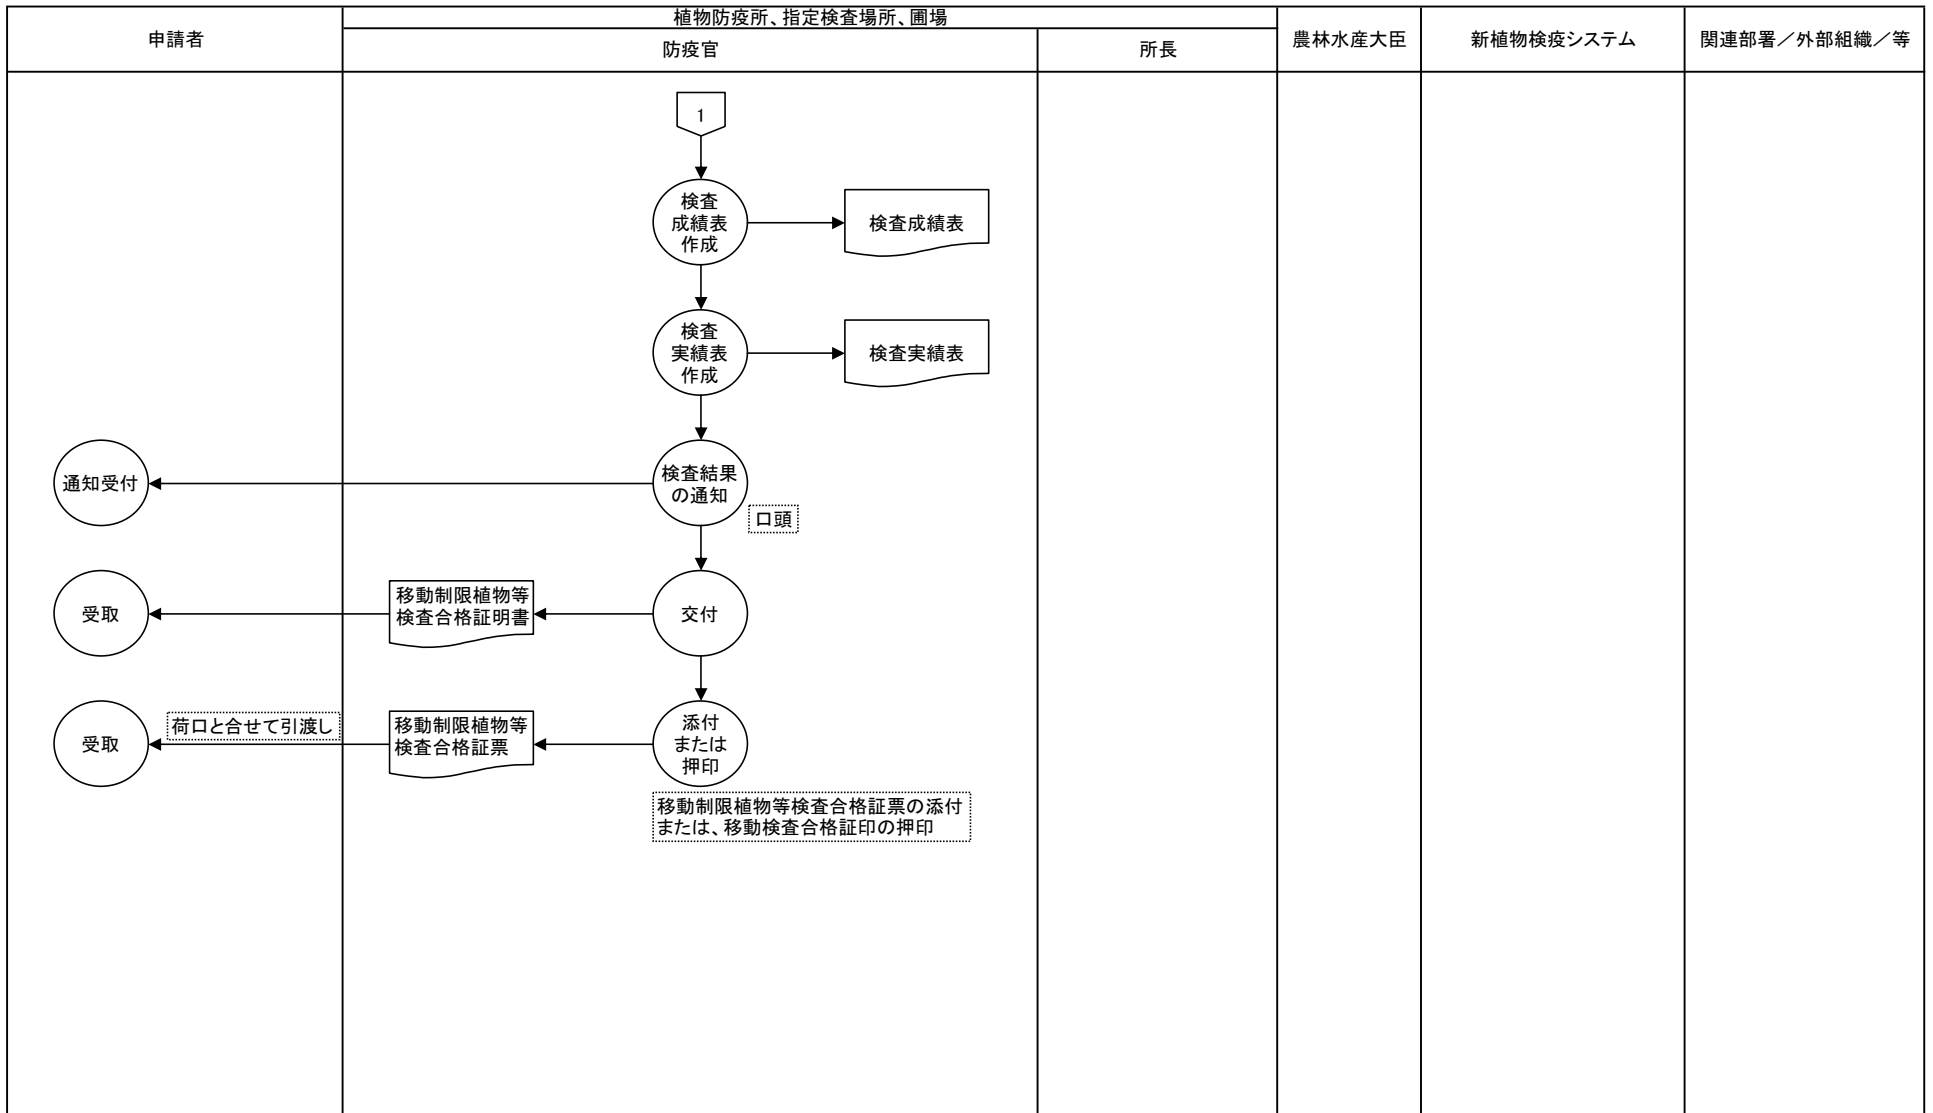 植物防疫所、指定検査場所、圃場
申請者
防疫官
所長
農林水産大臣
新植物検疫システム
関連部署／外部組織／等
1
検査
成績表
作成
検査成績表
検査
実績表
作成
検査実績表
通知受付
検査結果
の通知
口頭
受取
移動制限植物等
検査合格証明書
交付
受取
荷口と合せて引渡し
移動制限植物等
検査合格証票
添付
または
押印
移動制限植物等検査合格証票の添付
または、移動検査合格証印の押印